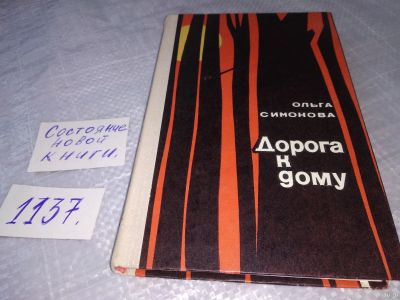 ОЛЬГА
СИМОНОВА
Дорога
к
дому
Состояние
новой
книги.
1137.